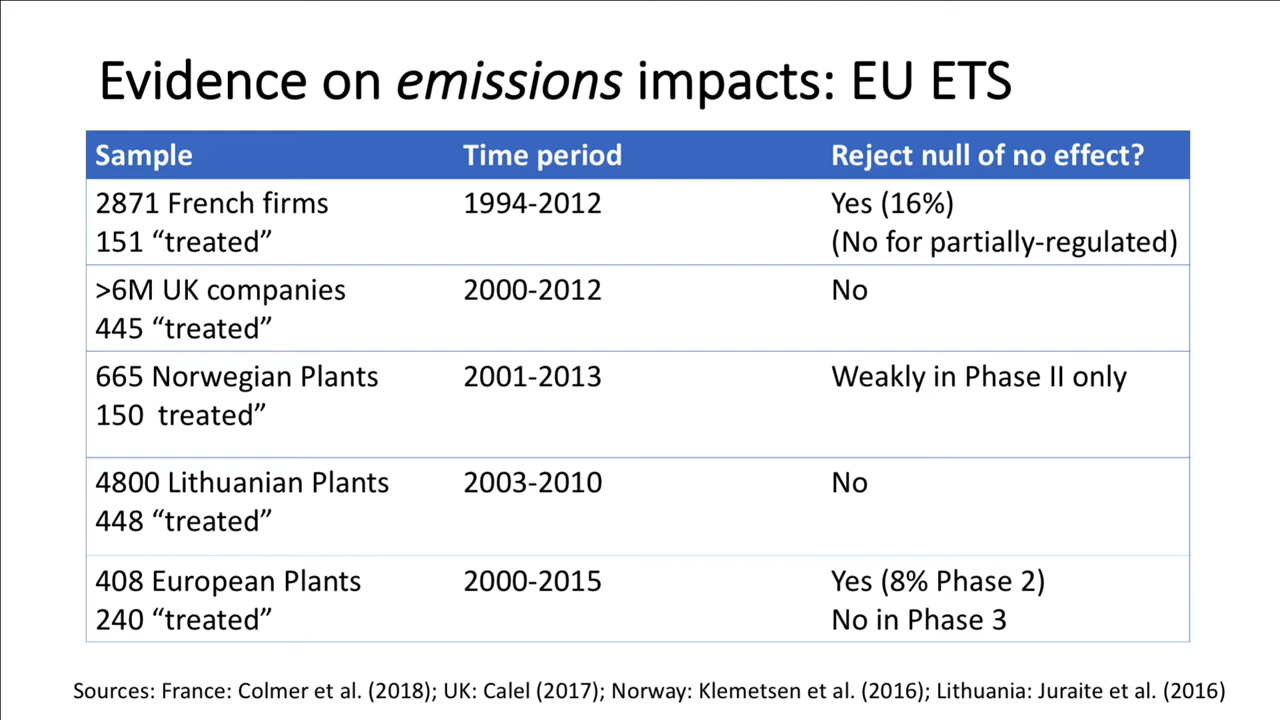 Evidence on emissions impacts: EU ETS
Sample Time period Reject null of no effect?
2871 French firms 1994-2012 Yes (16%)
151 “treated” (No for partially-regulated)
>6M UK companies 2000-2012 No
445 “treated”
665 Norwegian Plants 2001-2013 Weakly in Phase II only
150 treated”
4800 Lithuanian Plants 2003-2010 No
448 “treated”
408 European Plants 2000-2015 Yes (8% Phase 2)
240 “treated” No in Phase 3
Sources: France: Colmer et al. (2018); UK: Calel (2017); Norway: Klemetsen et al. (2016); Lithuania: Juraite et al. (2016)